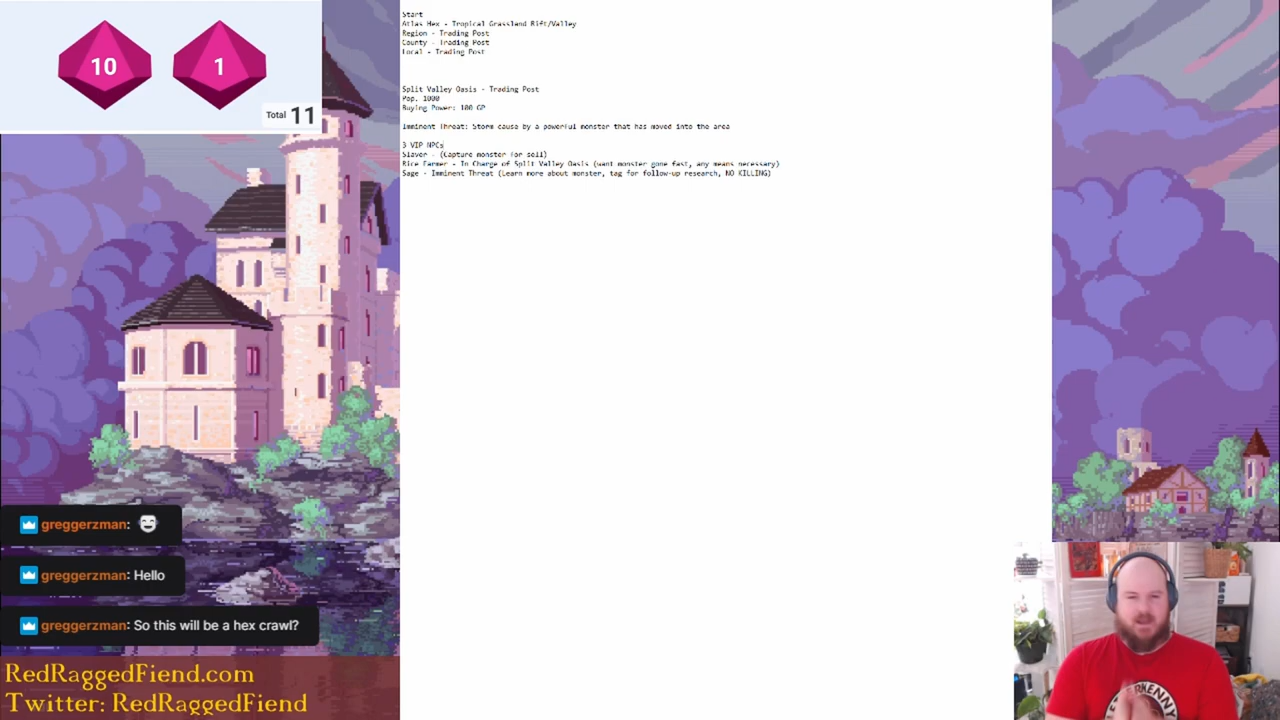 10
1
Total 11
Start
Atlas Hex - Tropical Grassland Rift/Valley
Region - Trading Post
County - Trading Post
Local - Trading Post
Split Valley Oasis - Trading Post
Pop. 1000
Buying Power: 100 GP
Imminent Threat: Storm cause by a powerful monster that has moved into the area
3 VIP NPCs
Slaver - (Capture monster for sell)
Rice Farmer - In Charge of Split Valley Oasis (want monster gone fast, any means necessary)
Sage - Imminent Threat (Learn more about monster, tag for follow-up research, NO KILLING)
greggerzman:
greggerzman: Hello
greggerzman: So this will be a hex crawl?
RedRaggedFiend.com
Twitter: RedRaggedFiend